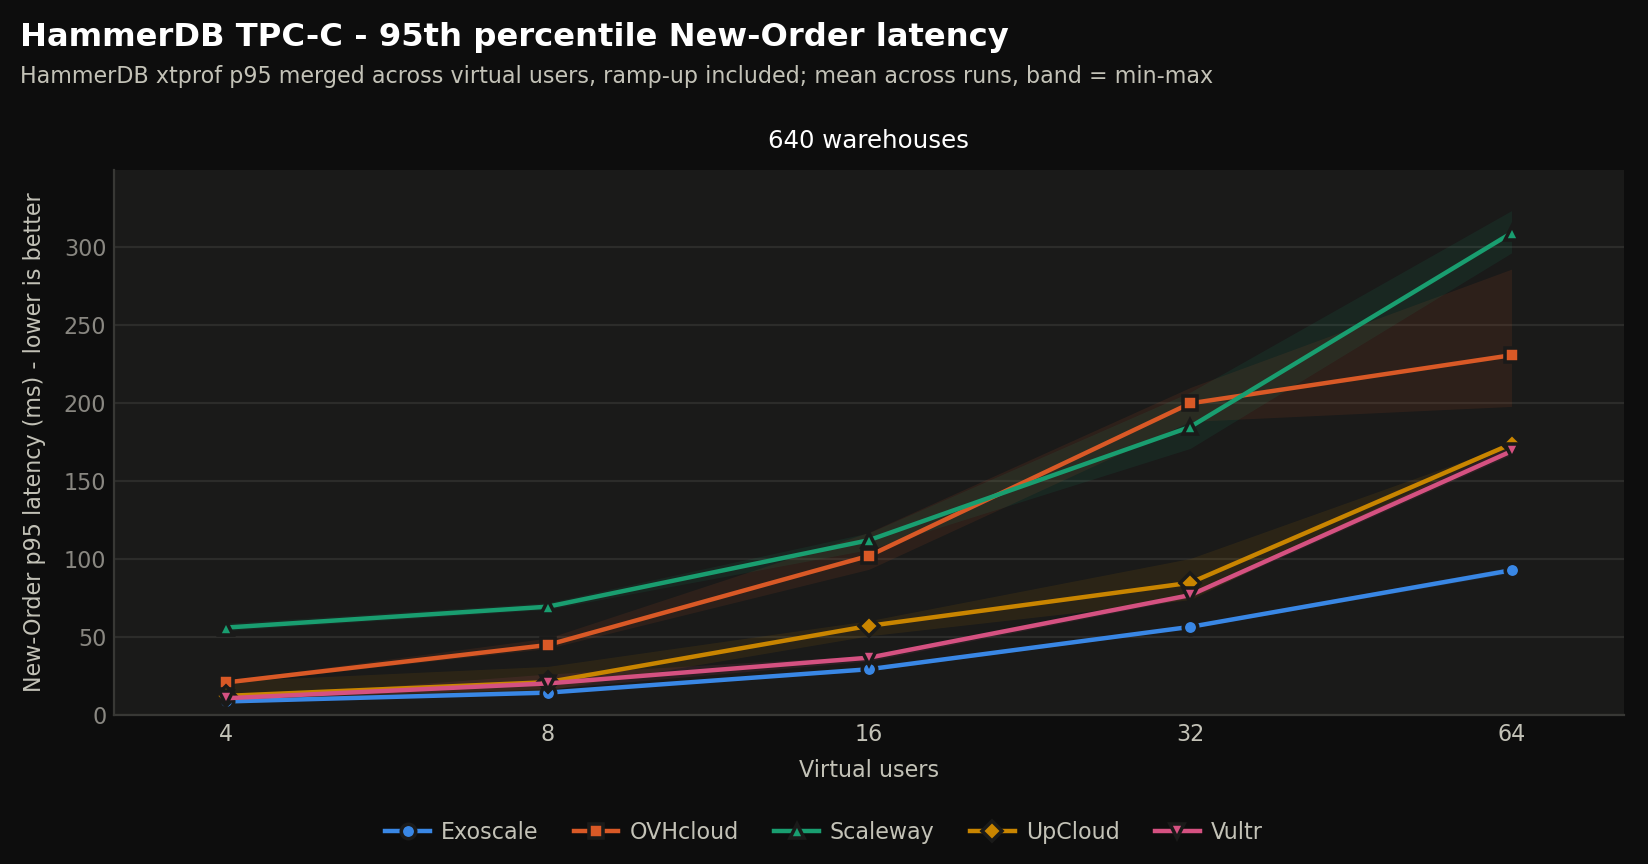 HammerDB TPC-C - 95th percentile New-Order latency
HammerDB xtprof p95 merged across virtual users, ramp-up included; mean across runs, band = min-max
640 warehouses
New-Order p95 latency (ms) - lower is better
300
250
200
150
100
50
0
4 8 16 32 64
Virtual users
Exoscale OVHcloud Scaleway UpCloud Vultr